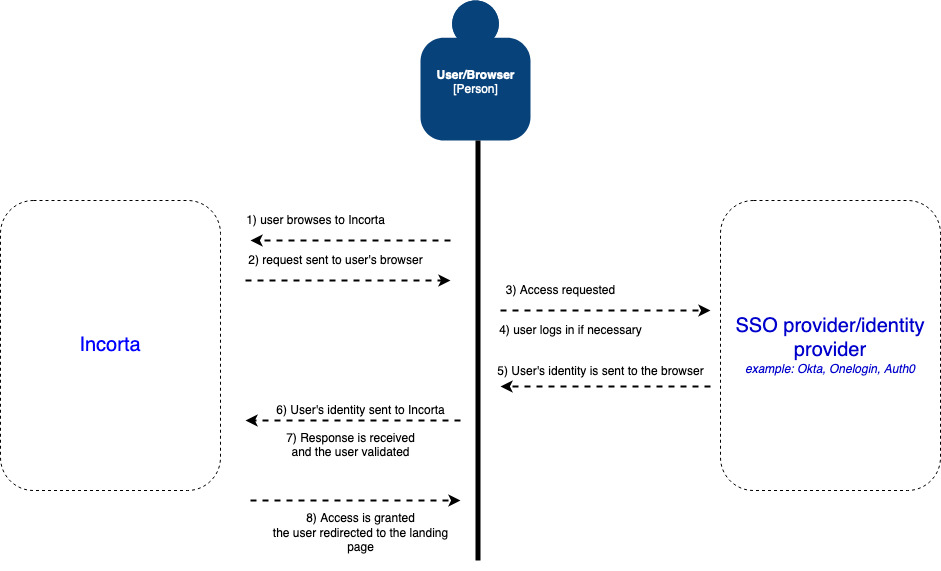 User/Browser
[Person]
1) user browses to Incorta
2) request sent to user's browser
3) Access requested
4) user logs in if necessary
Incorta
SSO provider/identity
provider
example: Okta, Onelogin, Auth0
5) User's identity is sent to the browser
6) User's identity sent to Incorta
7) Response is received
and the user validated
8) Access is granted
the user redirected to the landing
page